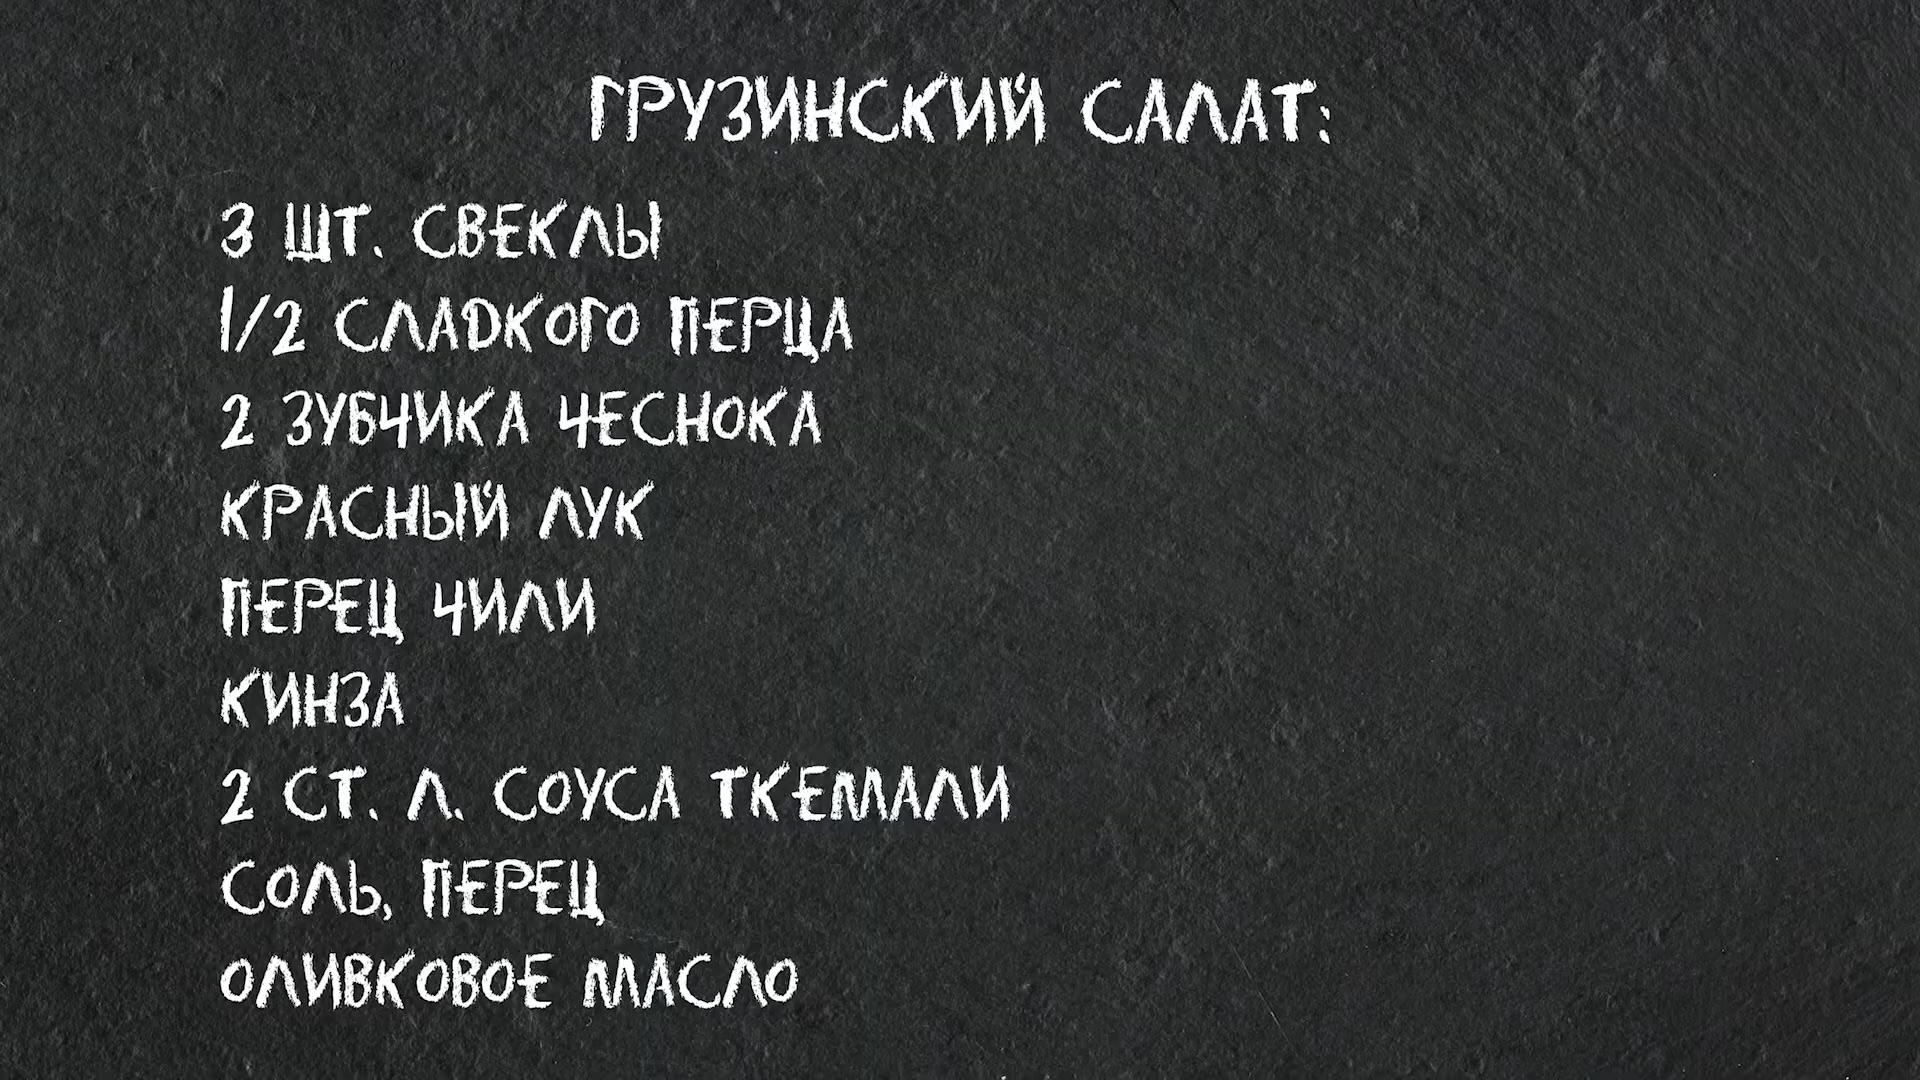 ГРУЗИНСКИЙ САЛАТ:
3 ШТ. СВЕКЛЫ
1/2 СЛАДКОГО ПЕРЦА
2 ЗУБЧИКА ЧЕСНОКА
КРАСНЫЙ ЛУК
ПЕРЕЦ ЧИЛИ
КИНЗА
2 СТ. Л. СОУСА ТКЕМАЛИ
СОЛЬ, ПЕРЕЦ
ОЛИВКОВОЕ МАСЛО